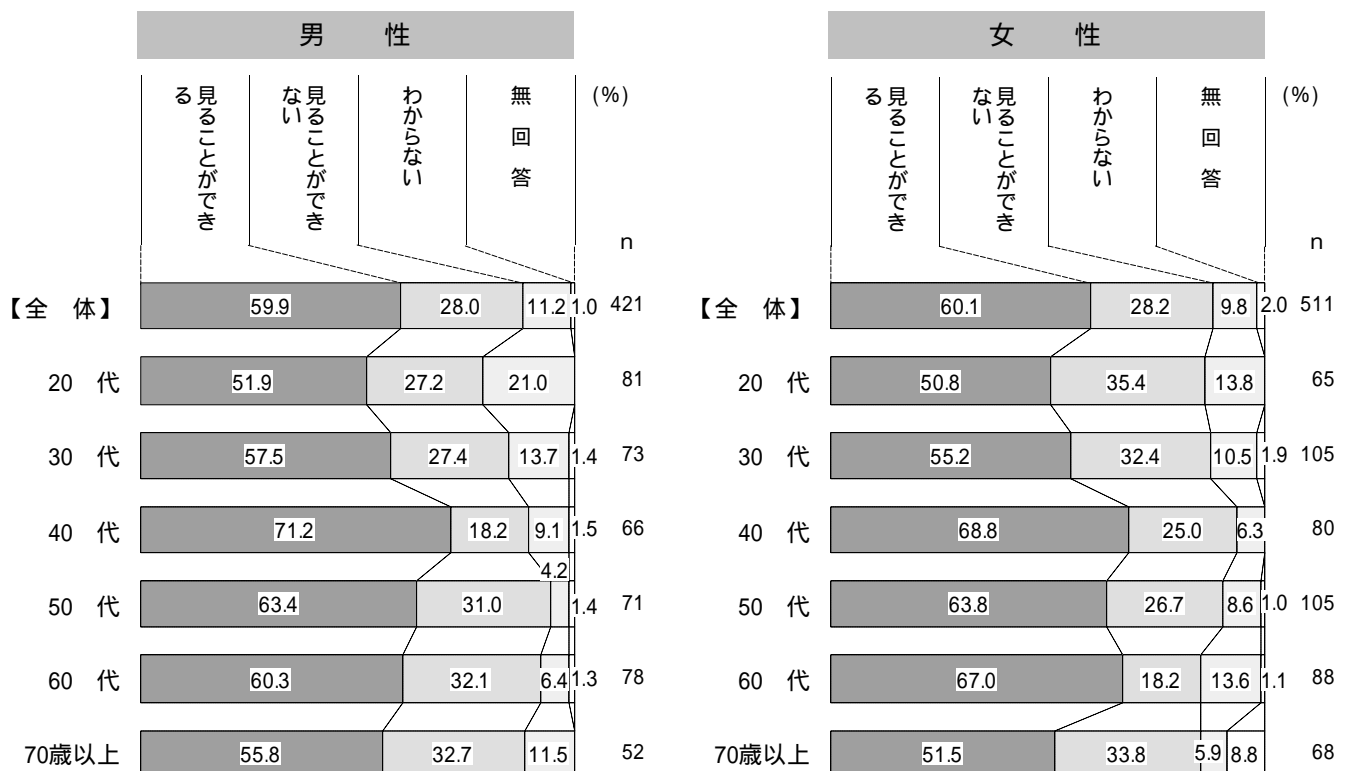 男　性
見ることができる
見ることができない
わからない
無回答
(%)
n
【全　体】 59.9 28.0 11.2 1.0 421
20　代 51.9 27.2 21.0 81
30　代 57.5 27.4 13.7 1.4 73
40　代 71.2 18.2 9.1 1.5 66
50　代 63.4 31.0 4.2 1.4 71
60　代 60.3 32.1 6.4 1.3 78
70歳以上 55.8 32.7 11.5 52
女　性
見ることができる
見ることができない
わからない
無回答
(%)
n
【全　体】 60.1 28.2 9.8 2.0 511
20　代 50.8 35.4 13.8 65
30　代 55.2 32.4 10.5 1.9 105
40　代 68.8 25.0 6.3 80
50　代 63.8 26.7 8.6 1.0 105
60　代 67.0 18.2 13.6 1.1 88
70歳以上 51.5 33.8 5.9 8.8 68